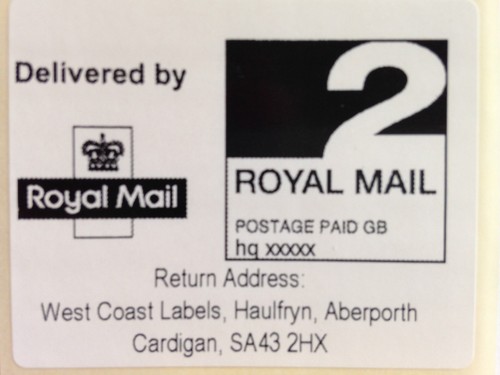 Delivered by
Royal Mail
2
ROYAL MAIL
POSTAGE PAID GB
hq xxxxx
Return Address:
West Coast Labels, Haulfryn, Aberporth
Cardigan, SA43 2HX